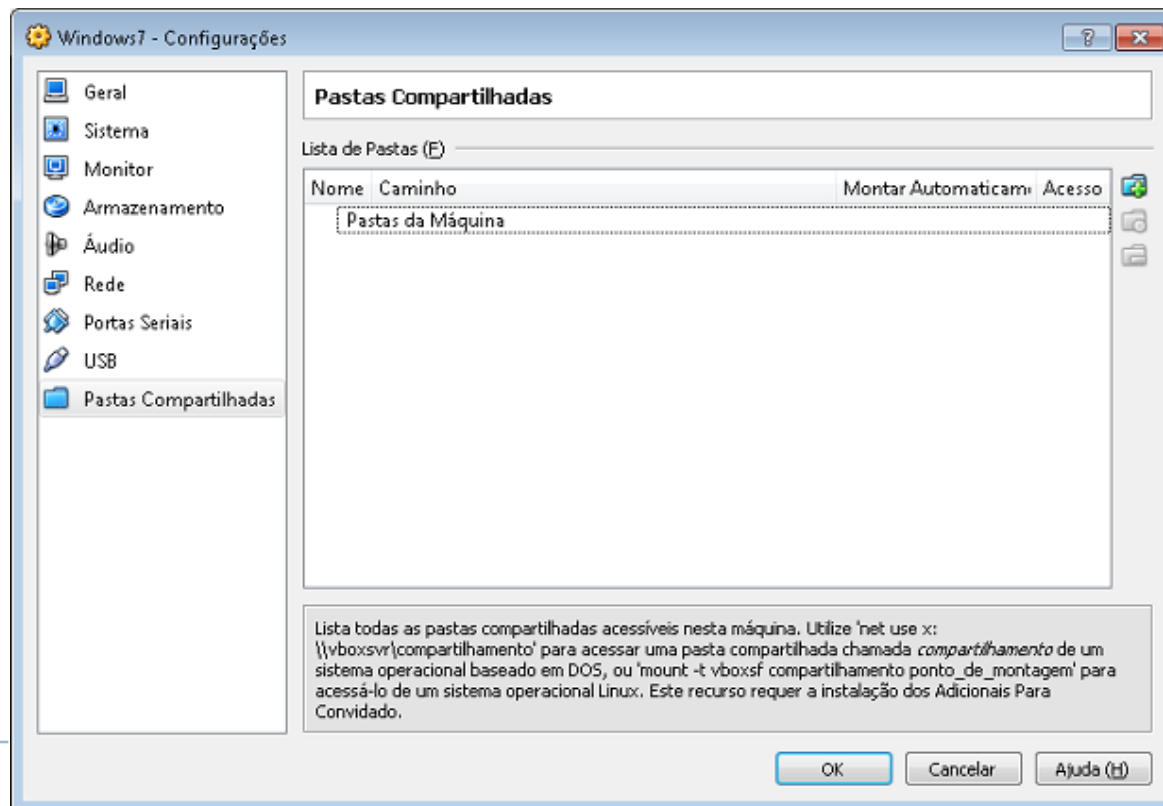 Windows7 - Configurações
Geral
Sistema
Monitor
Armazenamento
Áudio
Rede
Portas Seriais
USB
Pastas Compartilhadas
Pastas Compartilhadas
Lista de Pastas (F)
Nome Caminho Montar Automaticam Acesso
Pastas da Máquina
Lista todas as pastas compartilhadas acessíveis nesta máquina. Utilize 'net use x:
\\vboxsvr\compartilhamento' para acessar uma pasta compartilhada chamada compartilhamento de um
sistema operacional baseado em DOS, ou 'mount -t vboxsf compartilhamento ponto_de_montagem' para
acessá-lo de um sistema operacional Linux. Este recurso requer a instalação dos Adicionais Para
Convidado.
OK Cancelar Ajuda (H)